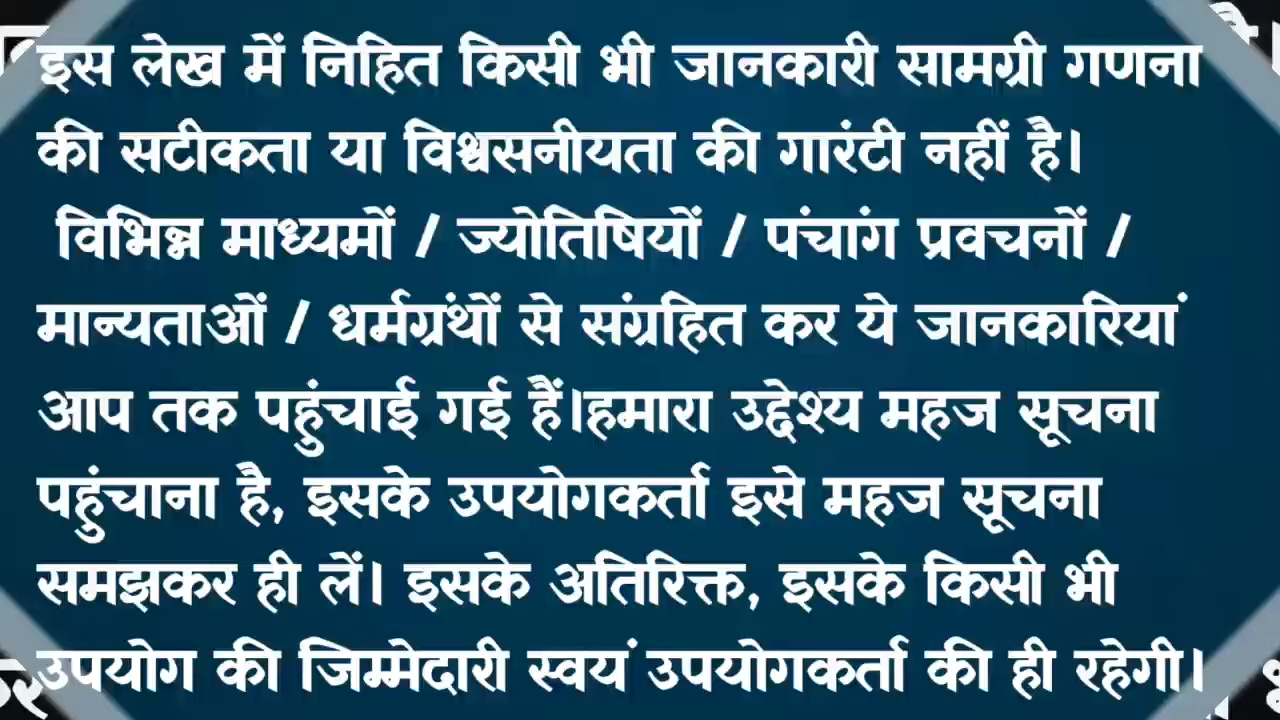 इस लेख में निहित किसी भी जानकारी सामग्री गणना
की सटीकता या विश्वसनीयता की गारंटी नहीं है।
विभिन्न माध्यमों / ज्योतिषियों / पंचांग प्रवचनों /
मान्यताओं / धर्मग्रंथों से संग्रहित कर ये जानकारियां
आप तक पहुंचाई गई हैं।हमारा उद्देश्य महज सूचना
पहुंचाना है, इसके उपयोगकर्ता इसे महज सूचना
समझकर ही लें। इसके अतिरिक्त, इसके किसी भी
उपयोग की जिम्मेदारी स्वयं उपयोगकर्ता की ही रहेगी।